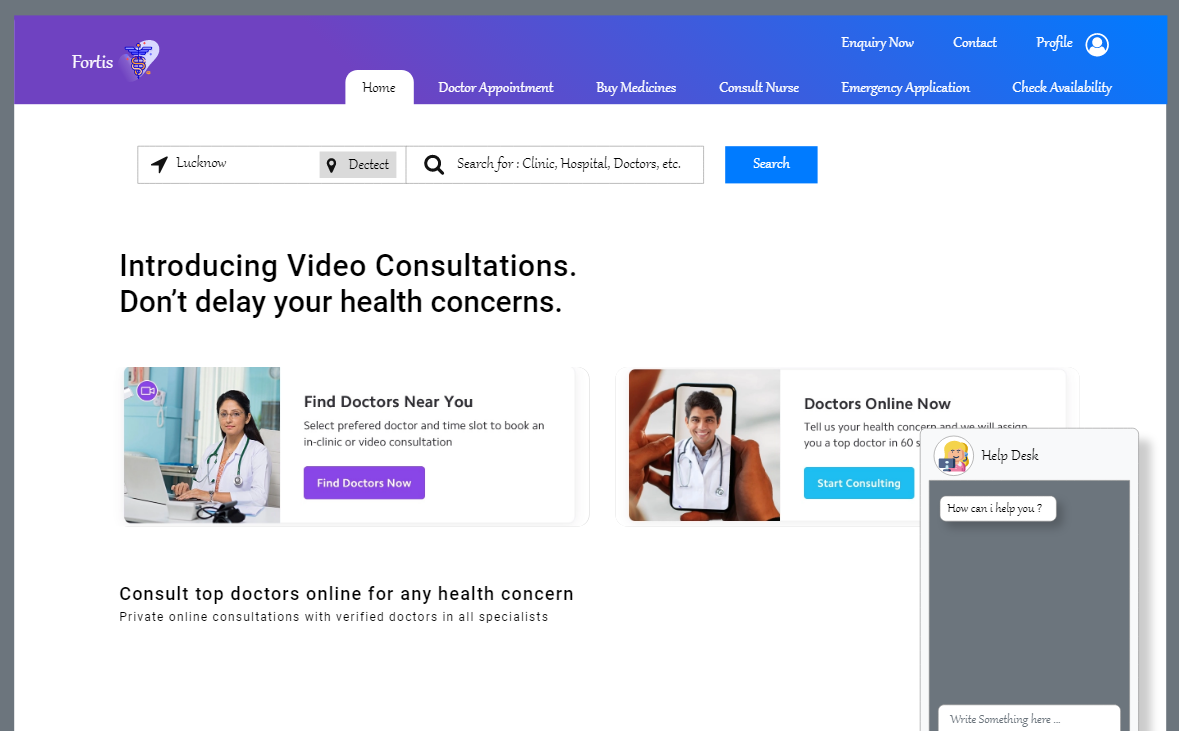 Enquiry Now
Contact
Profile
Fortis
Home
Doctor Appointment
Buy Medicines
Consult Nurse
Emergency Application
Check Availability
Lucknow
Dectect
Search for : Clinic, Hospital, Doctors, etc.
Search
Introducing Video Consultations.
Don’t delay your health concerns.
Find Doctors Near You
Select prefered doctor and time slot to book an
in-clinic or video consultation
Find Doctors Now
Doctors Online Now
Tell us your health concern and we will assign
you a top doctor in 60 s
Start Consulting
Help Desk
How can i help you ?
Write Something here ...
Consult top doctors online for any health concern
Private online consultations with verified doctors in all specialists